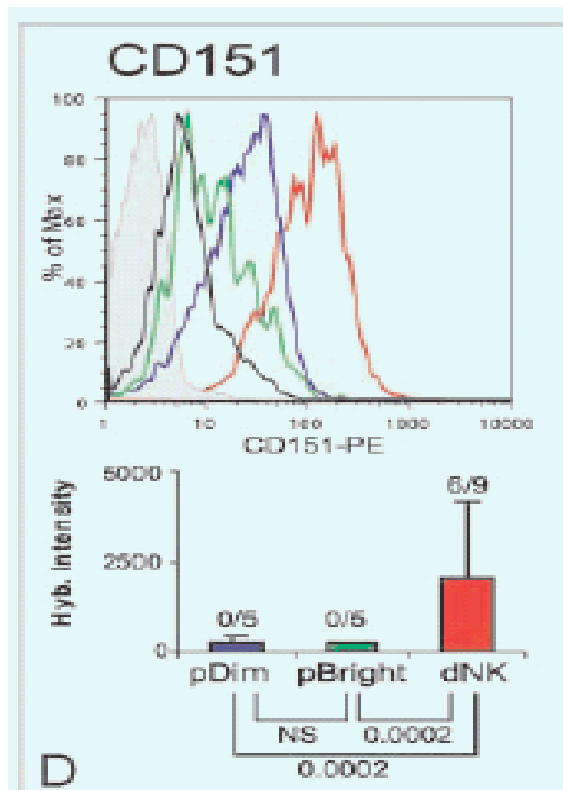 CD151
% of Max
100
80
60
40
20
0
1 10 100 1000 10000
CD151-PE
Hyb. Intensity
5000
2500
0
0/5 0/5 6/9
pDim pBright dNK
NS 0.0002
0.0002
D